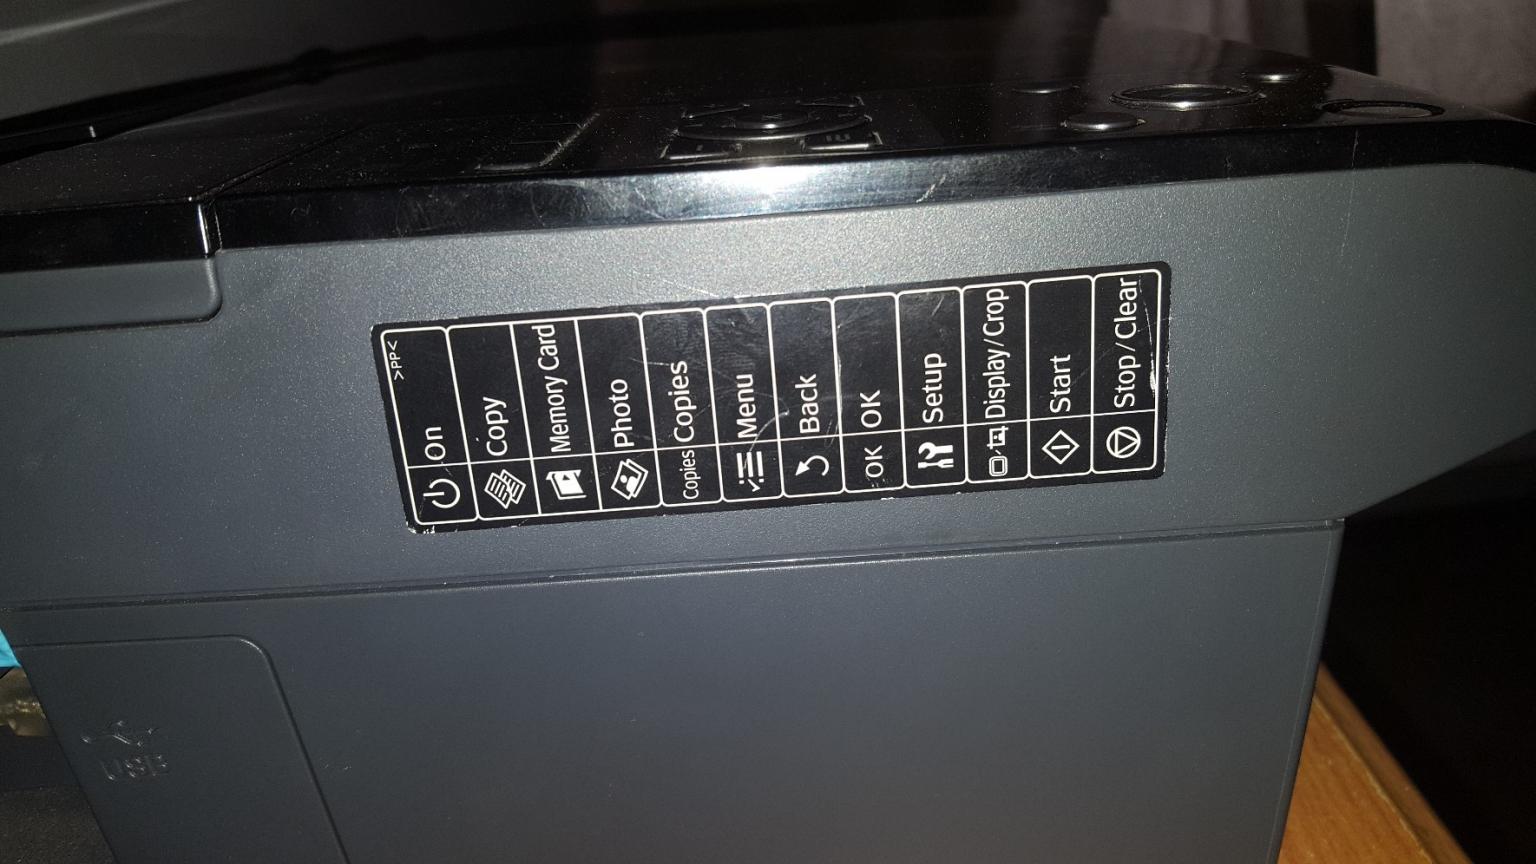 >PP<
On
Copy
Memory Card
Photo
Copies Copies
Menu
Back
OK OK
Setup
Display/Crop
Start
Stop/Clear
USB